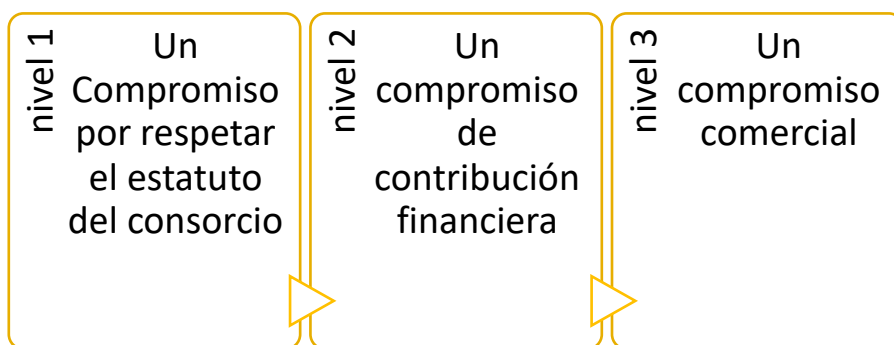 nivel 1
Un
Compromiso
por respetar
el estatuto
del consorcio
nivel 2
Un
compromiso
de
contribución
financiera
nivel 3
Un
compromiso
comercial